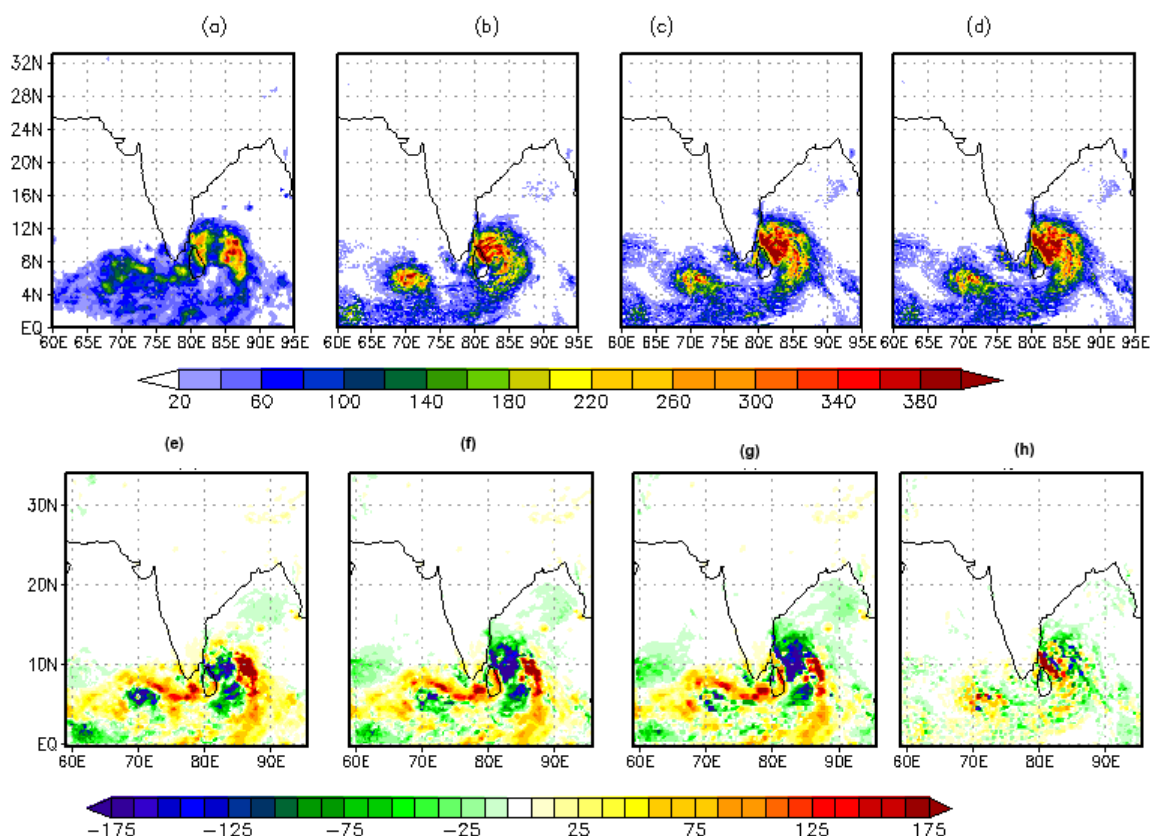 (a) (b) (c) (d)
32N
28N
24N
20N
16N
12N
8N
4N
EQ
60E 65E 70E 75E 80E 85E 90E 95E 60E 65E 70E 75E 80E 85E 90E 95E 60E 65E 70E 75E 80E 85E 90E 95E 60E 65E 70E 75E 80E 85E 90E 95E
20 60 100 140 180 220 260 300 340 380
(e) (f) (g) (h)
30N
20N
10N
EQ
60E 70E 80E 90E 60E 70E 80E 90E 60E 70E 80E 90E 60E 70E 80E 90E
-175 -125 -75 -25 25 75 125 175